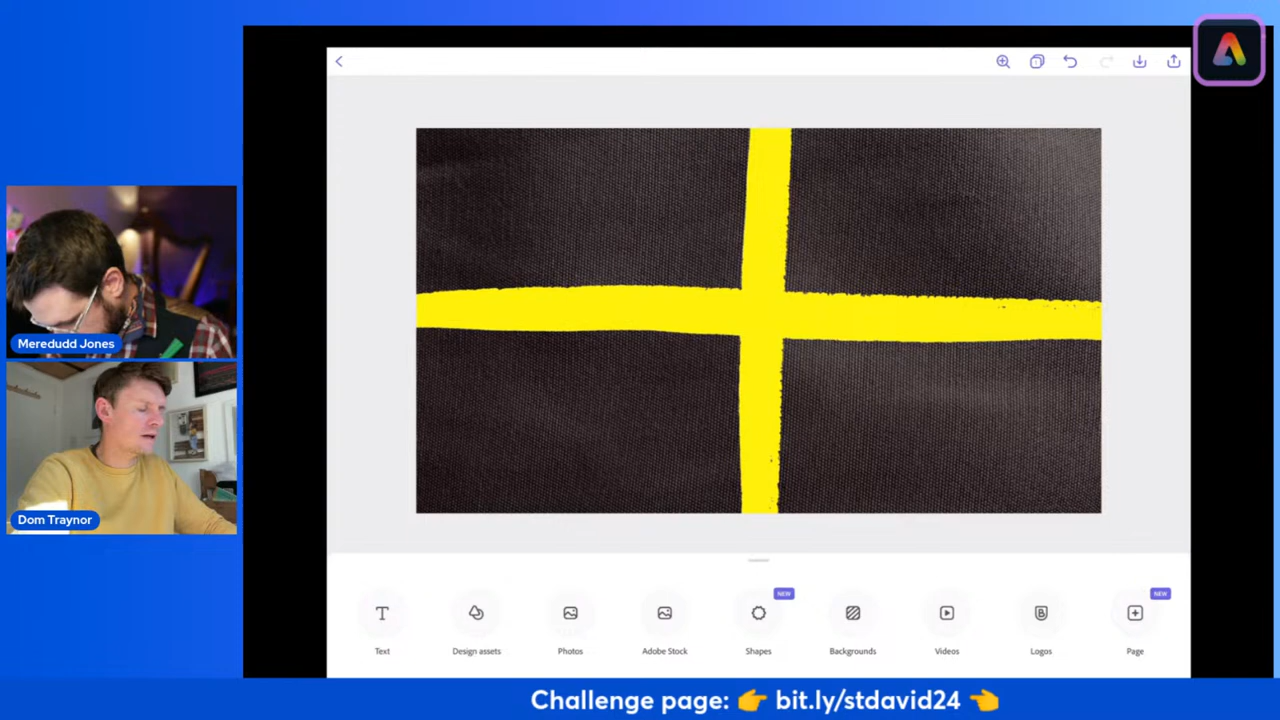 NEW
NEW
Text
Design assets
Photos
Adobe Stock
Shapes
Backgrounds
Videos
Logos
Page
Meredudd Jones
Dom Traynor
Challenge page: 👉 bit.ly/stdavid24 👈